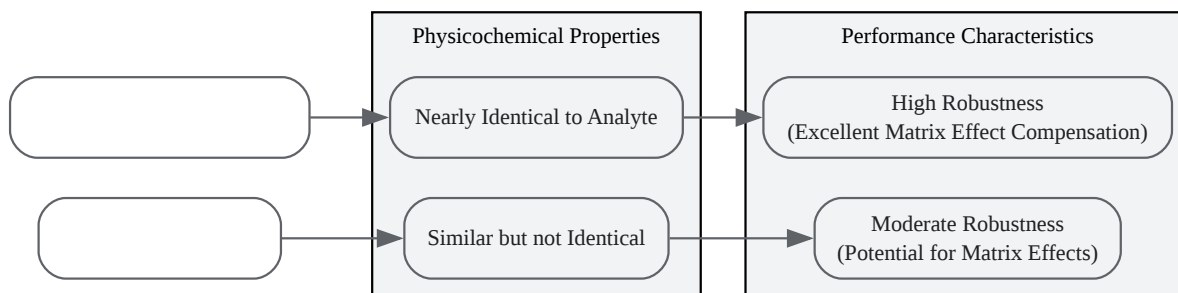 Physicochemical Properties
Performance Characteristics
Nearly Identical to Analyte
High Robustness
(Excellent Matrix Effect Compensation)
Similar but not Identical
Moderate Robustness
(Potential for Matrix Effects)